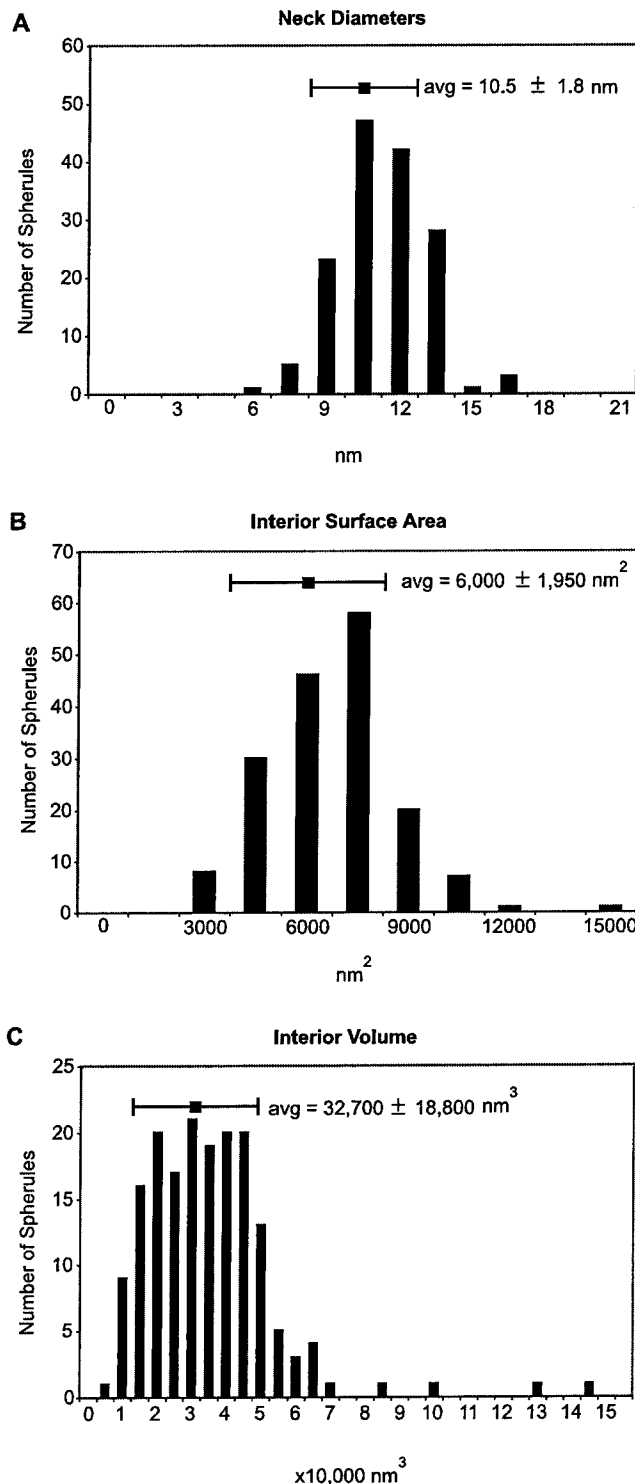 A
Neck Diameters
60
50
40
30
20
10
0
avg = 10.5 ± 1.8 nm
Number of Spherules
0 3 6 9 12 15 18 21
nm
B
Interior Surface Area
70
60
50
40
30
20
10
0
avg = 6,000 ± 1,950 nm²
Number of Spherules
0 3000 6000 9000 12000 15000
nm²
C
Interior Volume
25
20
15
10
5
0
avg = 32,700 ± 18,800 nm³
Number of Spherules
0 1 2 3 4 5 6 7 8 9 10 11 12 13 14 15
x10,000 nm³